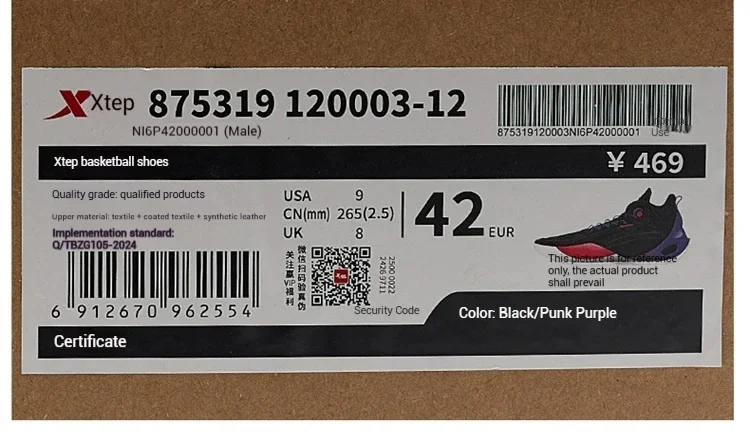 Xtep 875319 120003-12
NI6P42000001 (Male)
875319120003NI6P42000001
Use
Xtep basketball shoes
¥ 469
Quality grade: qualified products
Upper material: textile + coated textile + synthetic leather
Implementation standard:
Q/TBZG105-2024
6 912670 962554
USA 9
CN(mm) 265(2.5)
UK 8
42 EUR
微信扫码验真伪
关注赢VIP福利
2500 0022
2426 9711
Security Code
This picture is for reference
only, the actual product
shall prevail
Color: Black/Punk Purple
Certificate